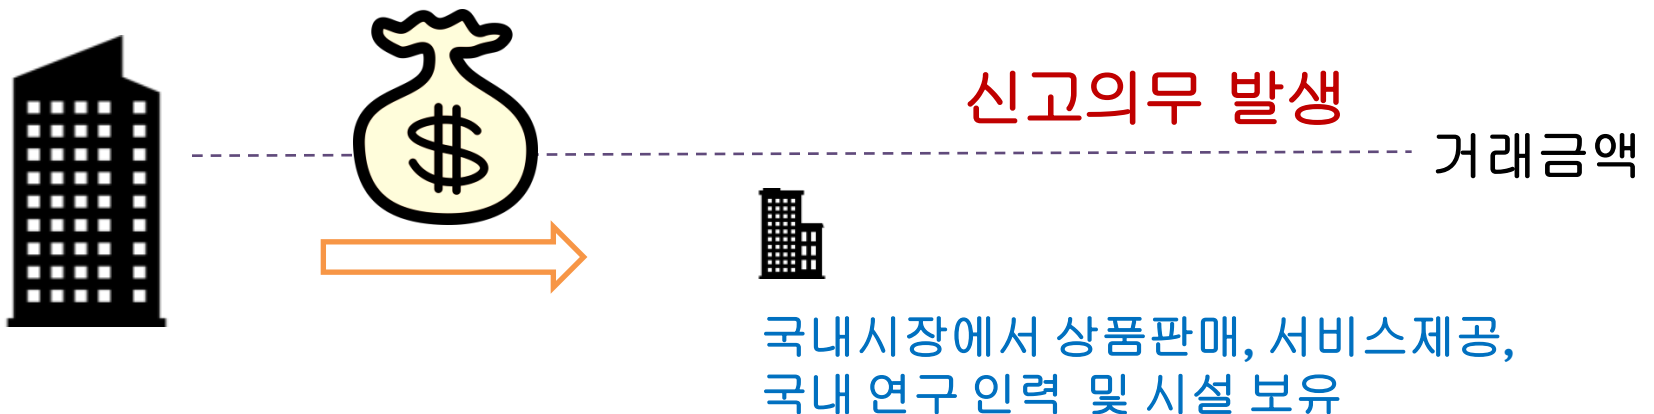 신고의무 발생
거래금액
국내시장에서 상품판매, 서비스제공,
국내 연구 인력 및 시설 보유